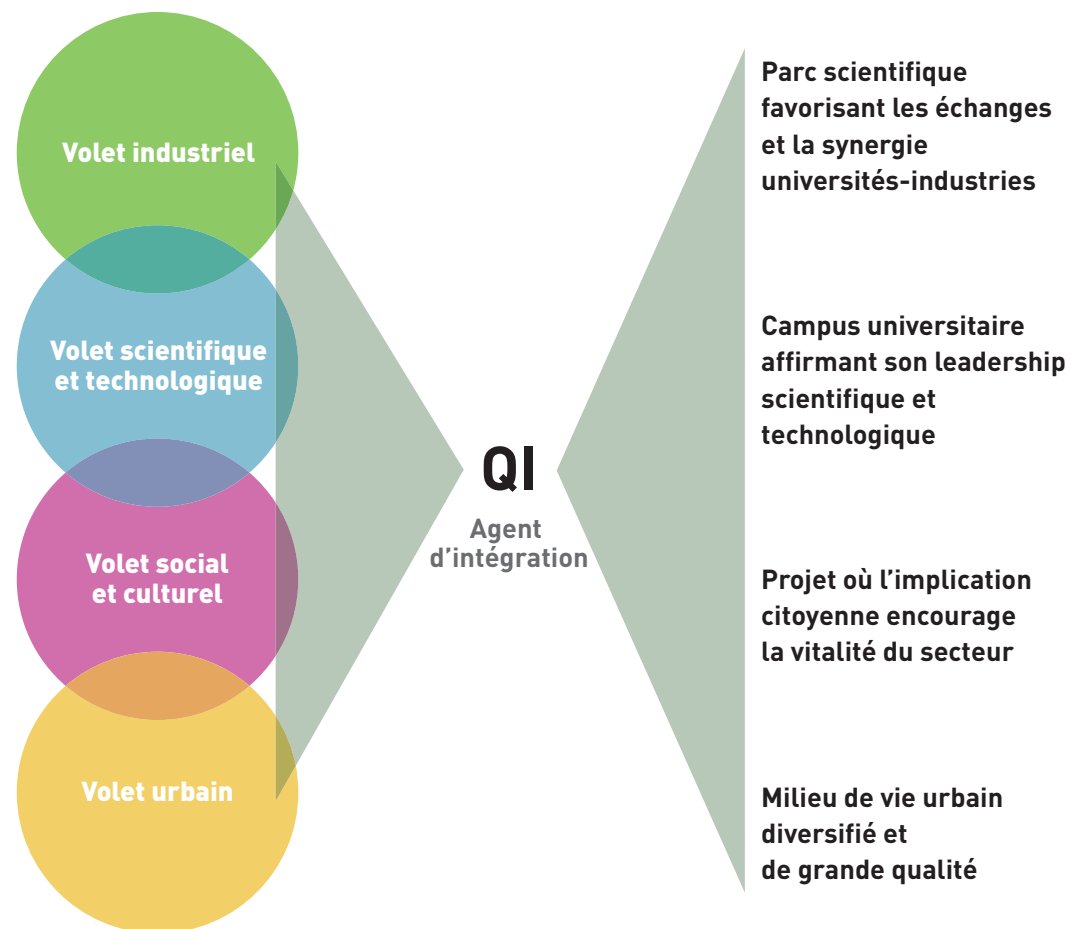 Volet industriel
Volet scientifique
et technologique
Volet social
et culturel
Volet urbain
QI
Agent
d'intégration
Parc scientifique
favorisant les échanges
et la synergie
universités-industries
Campus universitaire
affirmant son leadership
scientifique et
technologique
Projet où l'implication
citoyenne encourage
la vitalité du secteur
Milieu de vie urbain
diversifié et
de grande qualité